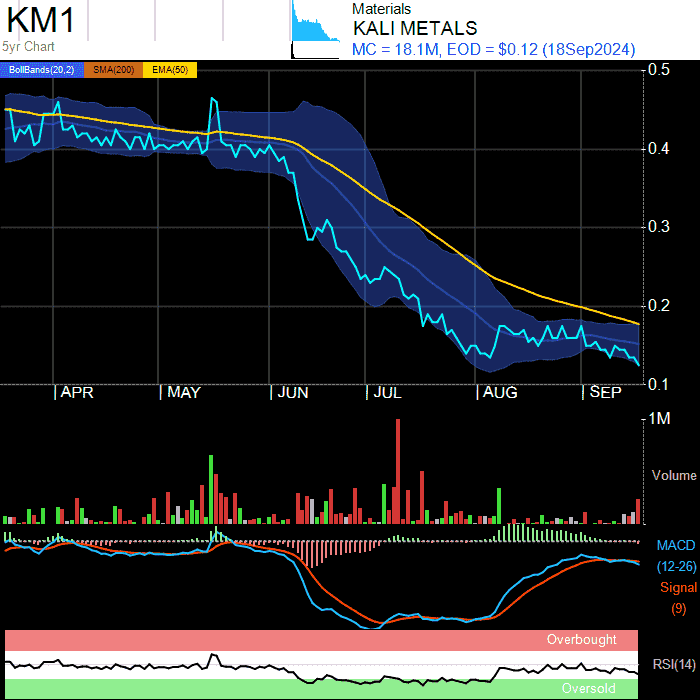 KM1
5yr Chart
Materials
KALI METALS
MC = 18.1M, EOD = $0.12 (18Sep2024)
BollBands(20,2) SMA(200) EMA(50)
0.5
0.4
0.3
0.2
0.1
APR MAY JUN JUL AUG SEP
1M
Volume
MACD
(12-26)
Signal
(9)
Overbought
RSI(14)
Oversold